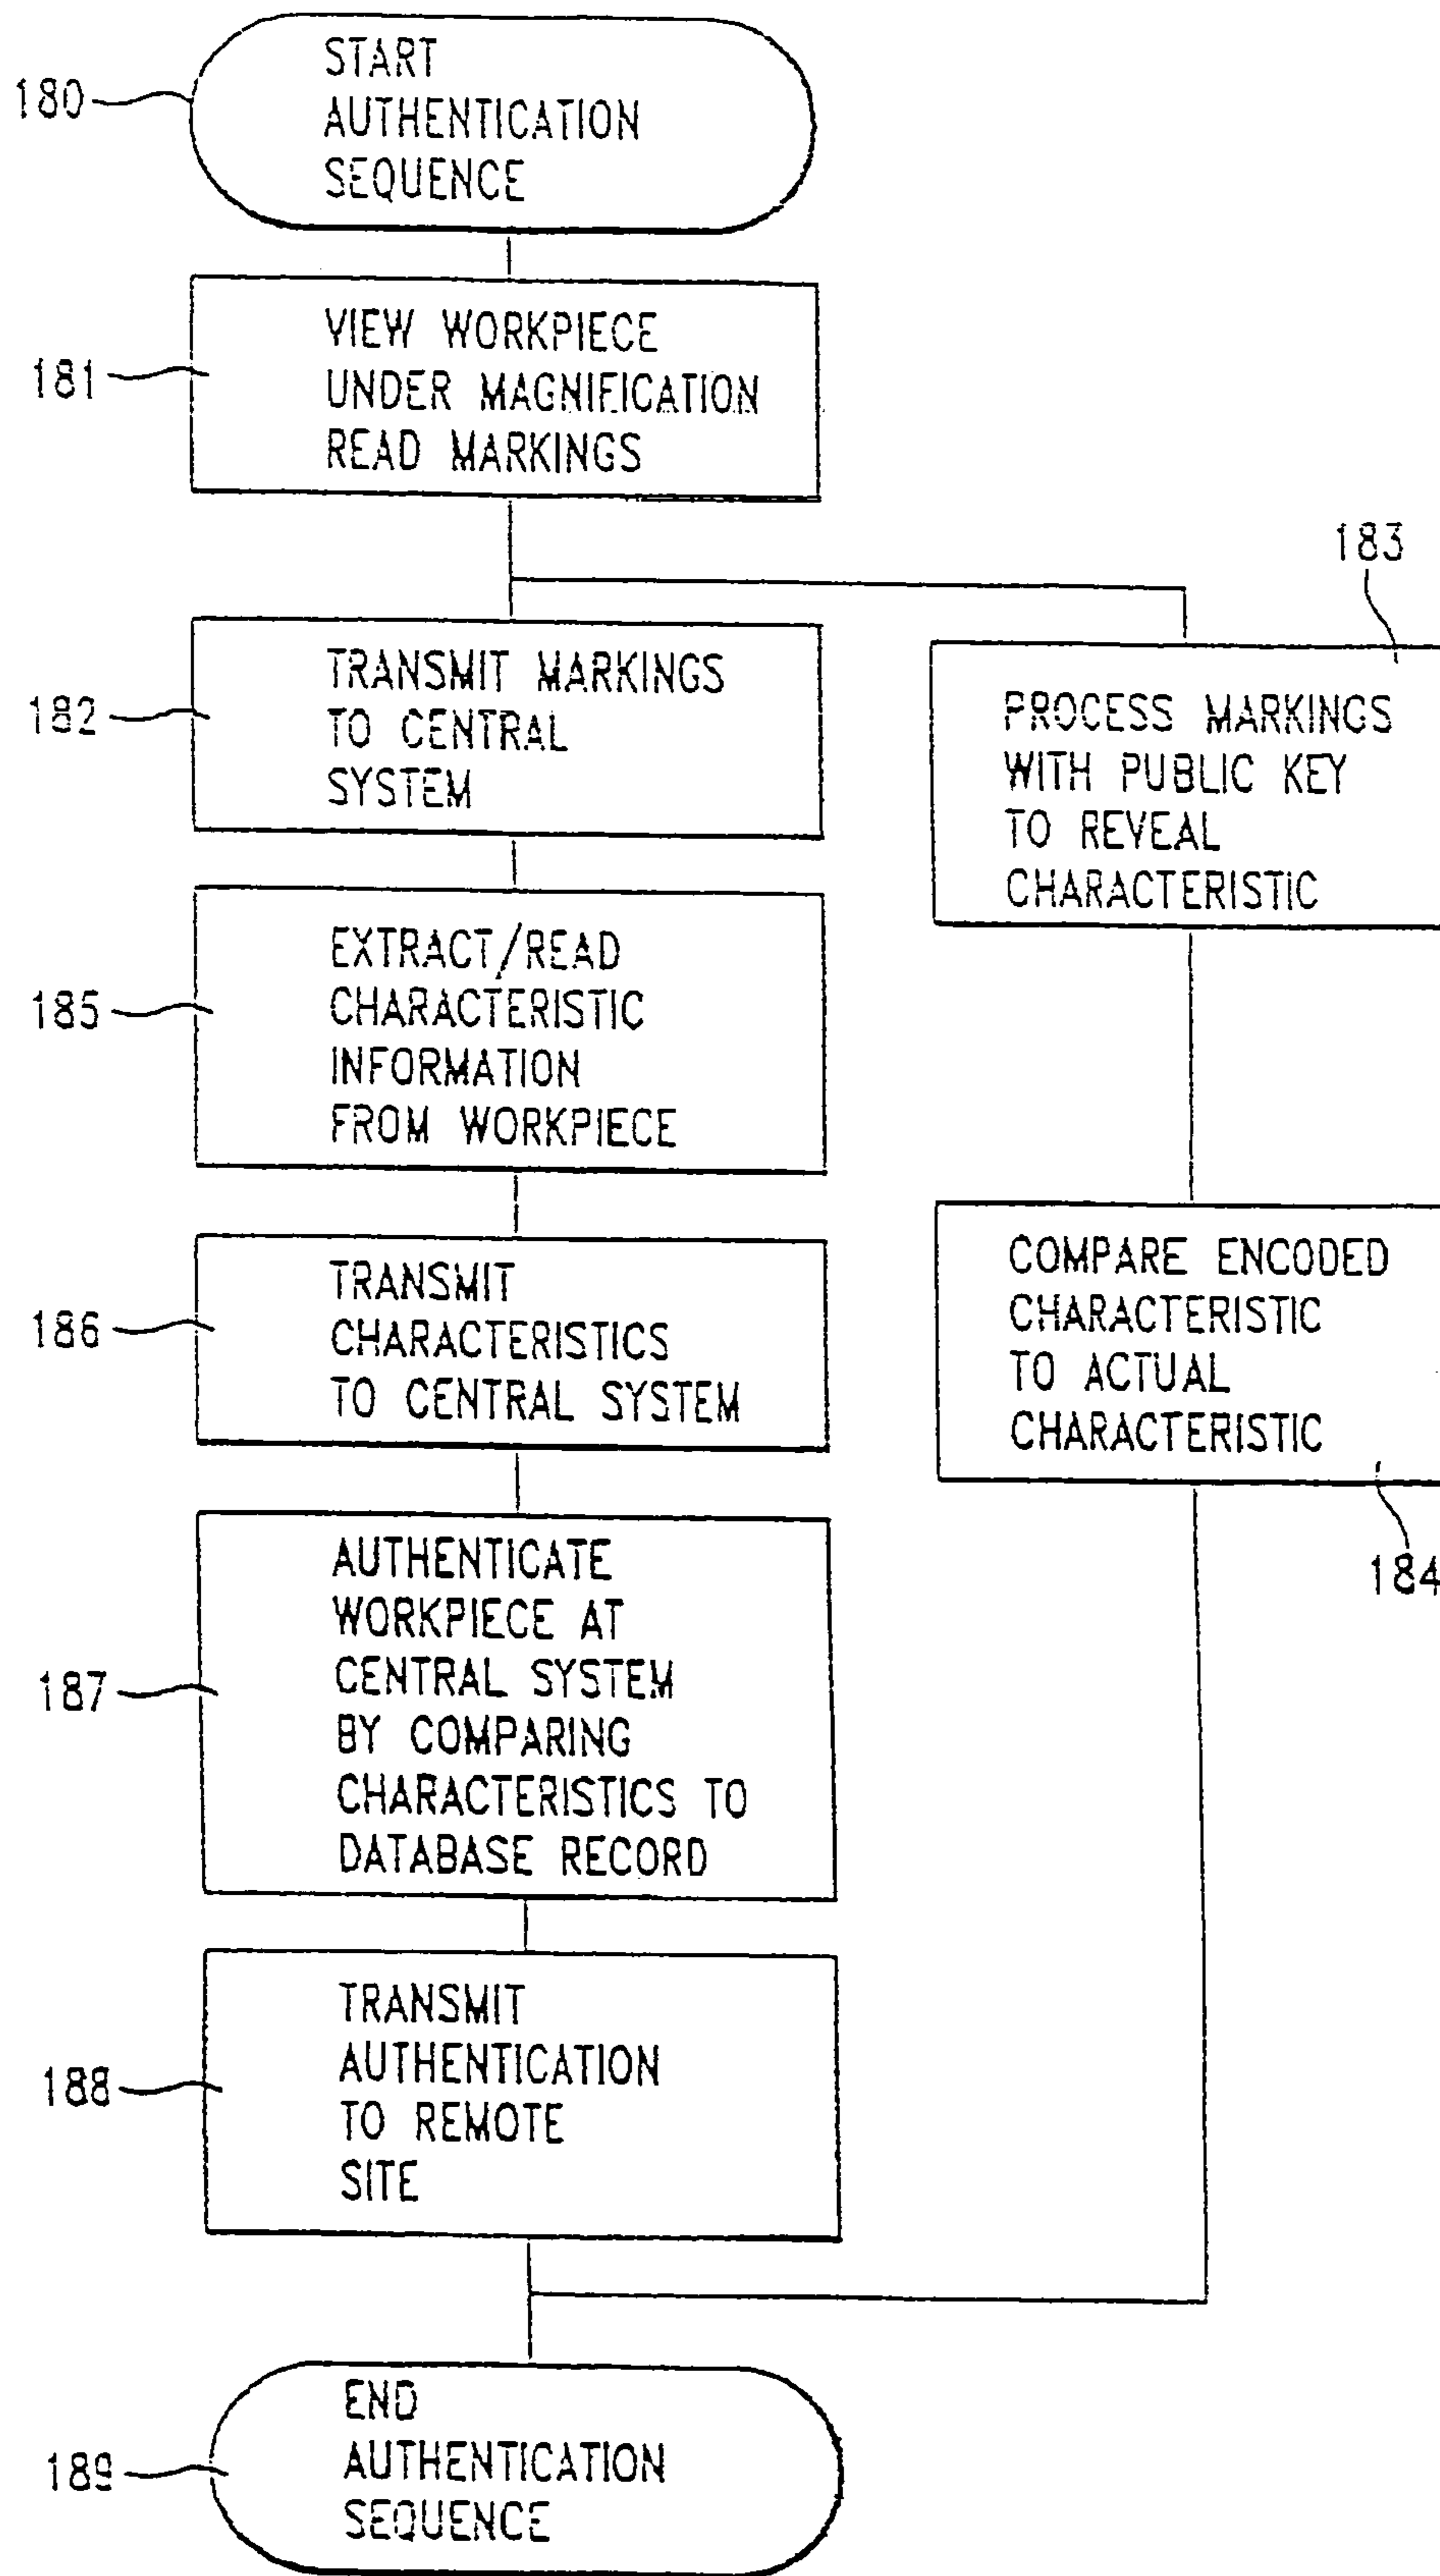 180
START
AUTHENTICATION
SEQUENCE
181
VIEW WORKPIECE
UNDER MAGNIFICATION
READ MARKINGS
182
TRANSMIT MARKINGS
TO CENTRAL
SYSTEM
183
PROCESS MARKINGS
WITH PUBLIC KEY
TO REVEAL
CHARACTERISTIC
185
EXTRACT/READ
CHARACTERISTIC
INFORMATION
FROM WORKPIECE
186
TRANSMIT
CHARACTERISTICS
TO CENTRAL SYSTEM
COMPARE ENCODED
CHARACTERISTIC
TO ACTUAL
CHARACTERISTIC
184
187
AUTHENTICATE
WORKPIECE AT
CENTRAL SYSTEM
BY COMPARING
CHARACTERISTICS TO
DATABASE RECORD
188
TRANSMIT
AUTHENTICATION
TO REMOTE
SITE
189
END
AUTHENTICATION
SEQUENCE